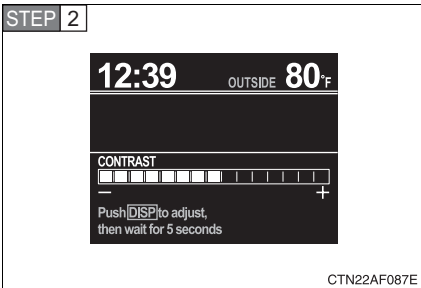 STEP 2
12:39 OUTSIDE 80°F
CONTRAST
− +
Push DISP to adjust,
then wait for 5 seconds
CTN22AF087E